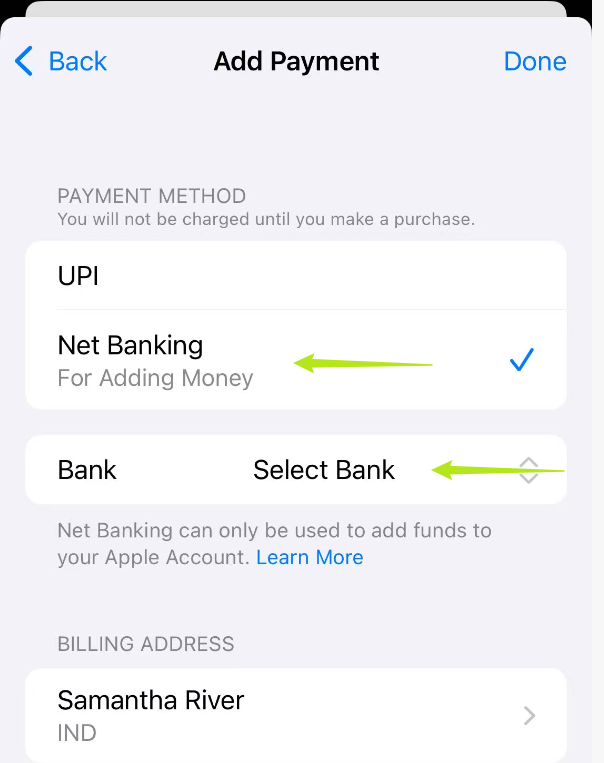 Back
Add Payment
Done
PAYMENT METHOD
You will not be charged until you make a purchase.
UPI
Net Banking
For Adding Money
Bank
Select Bank
Net Banking can only be used to add funds to
your Apple Account. Learn More
BILLING ADDRESS
Samantha River
IND